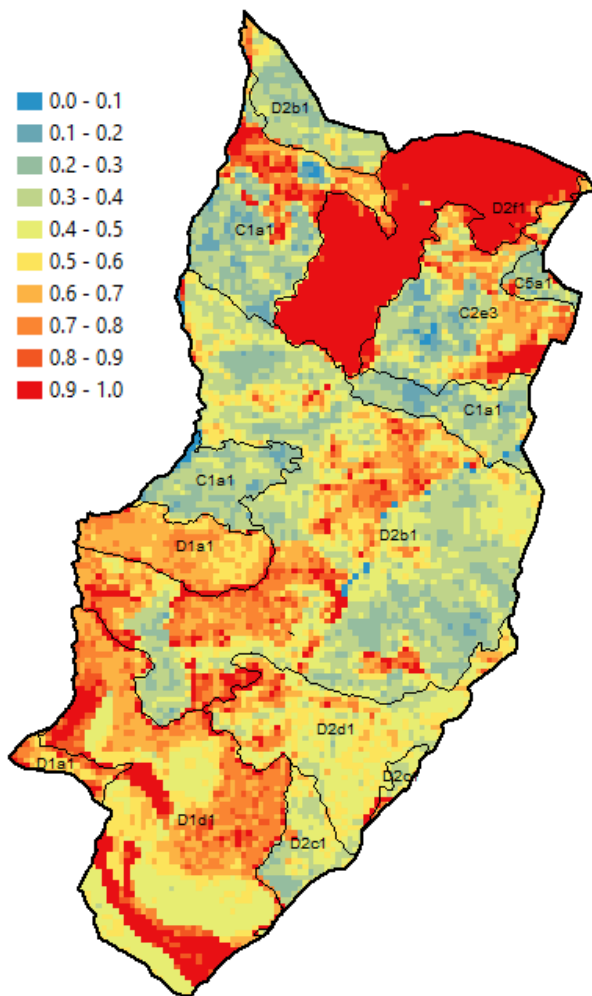 0.0 - 0.1
0.1 - 0.2
0.2 - 0.3
0.3 - 0.4
0.4 - 0.5
0.5 - 0.6
0.6 - 0.7
0.7 - 0.8
0.8 - 0.9
0.9 - 1.0
D2b1
D2f1
C1a1
C5a1
C2e3
C1a1
C1a1
D2b1
D1a1
D2d1
D1a1
D2c1
D1d1
D2c1